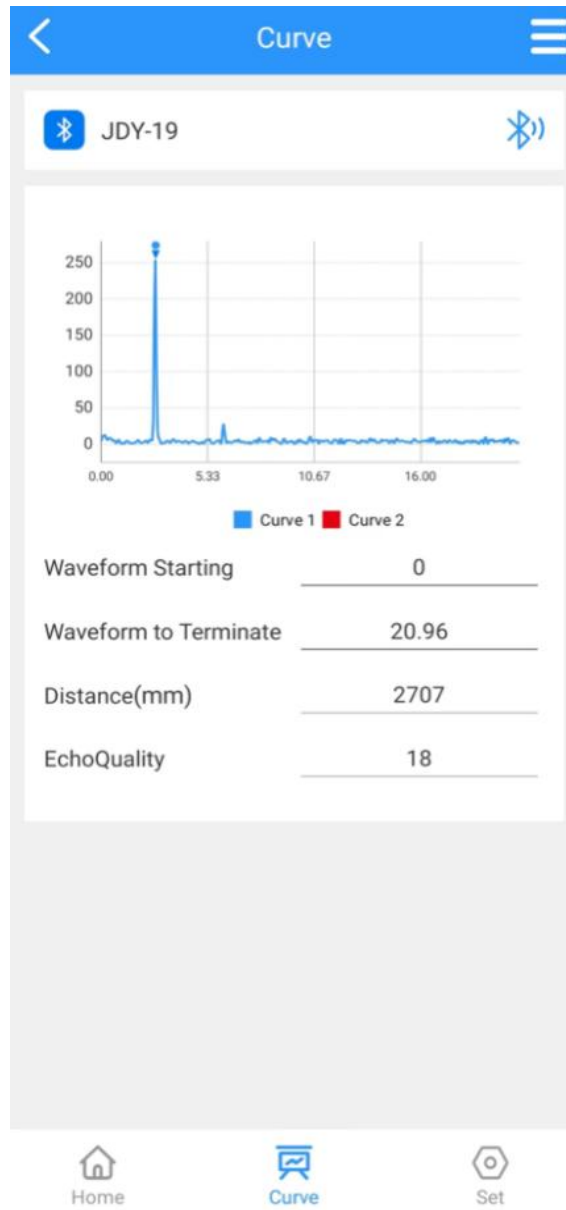 Curve
JDY-19
250
200
150
100
50
0
0.00 5.33 10.67 16.00
Curve 1 Curve 2
Waveform Starting 0
Waveform to Terminate 20.96
Distance(mm) 2707
EchoQuality 18
Home Curve Set